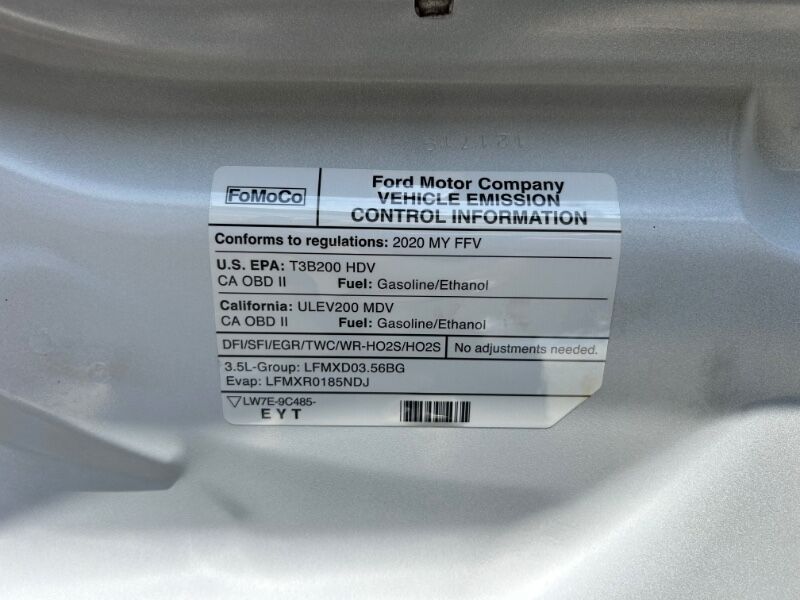 FoMoCo
Ford Motor Company
VEHICLE EMISSION
CONTROL INFORMATION
Conforms to regulations: 2020 MY FFV
U.S. EPA: T3B200 HDV
CA OBD II Fuel: Gasoline/Ethanol
California: ULEV200 MDV
CA OBD II Fuel: Gasoline/Ethanol
DFI/SFI/EGR/TWC/WR-HO2S/HO2S No adjustments needed.
3.5L-Group: LFMXD03.56BG
Evap: LFMXR0185NDJ
LW7E-9C485-
EYT